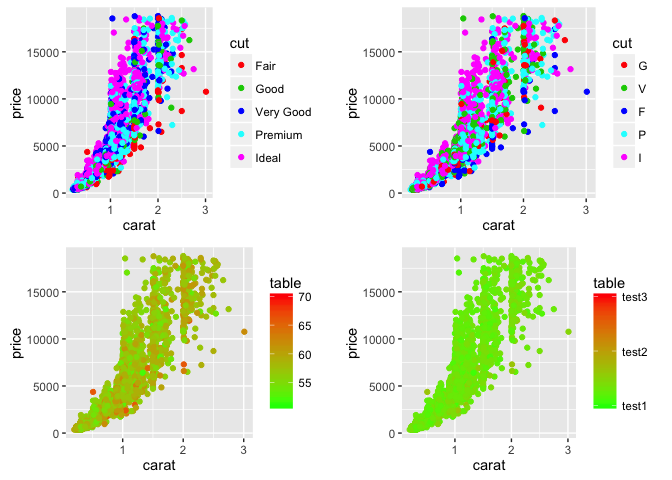 15000
10000
5000
0
price
1 2 3
carat
cut
Fair
Good
Very Good
Premium
Ideal
15000
10000
5000
0
price
1 2 3
carat
cut
G
V
F
P
I
15000
10000
5000
0
price
1 2 3
carat
table
70
65
60
55
15000
10000
5000
0
price
1 2 3
carat
table
test3
test2
test1